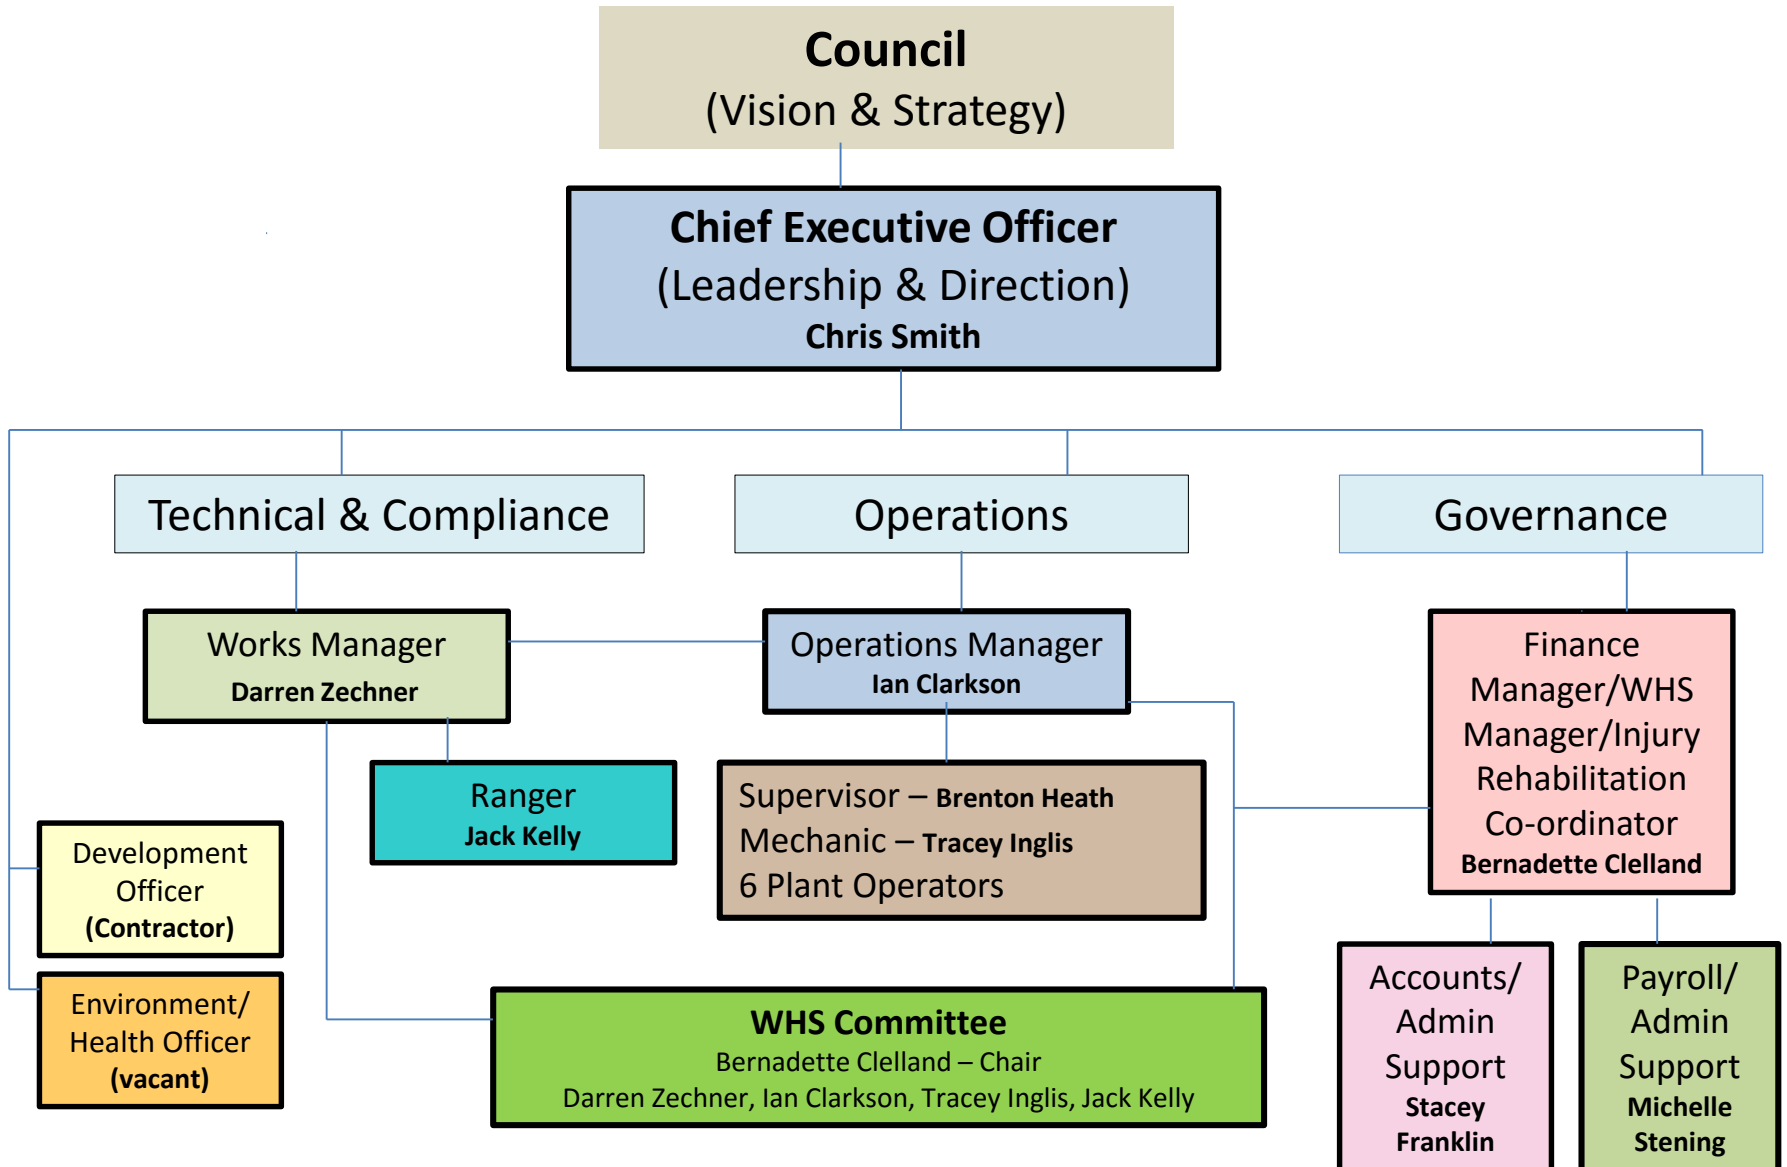 Council
(Vision & Strategy)
Chief Executive Officer
(Leadership & Direction)
Chris Smith
Technical & Compliance
Operations
Governance
Works Manager
Darren Zechner
Operations Manager
Ian Clarkson
Finance
Manager/WHS
Manager/Injury
Rehabilitation
Co-ordinator
Bernadette Clelland
Ranger
Jack Kelly
Supervisor – Brenton Heath
Mechanic – Tracey Inglis
6 Plant Operators
Development
Officer
(Contractor)
Environment/
Health Officer
(vacant)
WHS Committee
Bernadette Clelland – Chair
Darren Zechner, Ian Clarkson, Tracey Inglis, Jack Kelly
Accounts/
Admin
Support
Stacey
Franklin
Payroll/
Admin
Support
Michelle
Stening